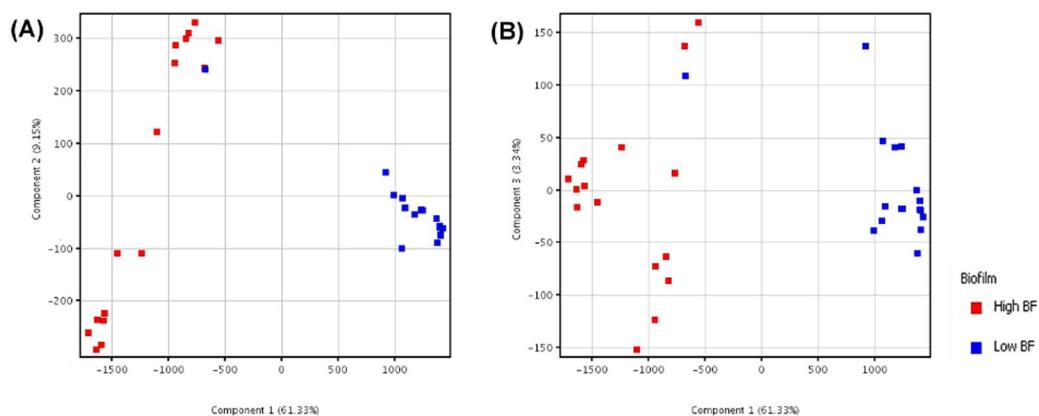 (A)
300
200
100
0
-100
-200
Component 2 (9.15%)
-1500 -1000 -500 0 500 1000
Component 1 (61.33%)
(B)
150
100
50
0
-50
-100
-150
Component 3 (3.34%)
-1500 -1000 -500 0 500 1000
Component 1 (61.33%)
Biofilm
High BF
Low BF